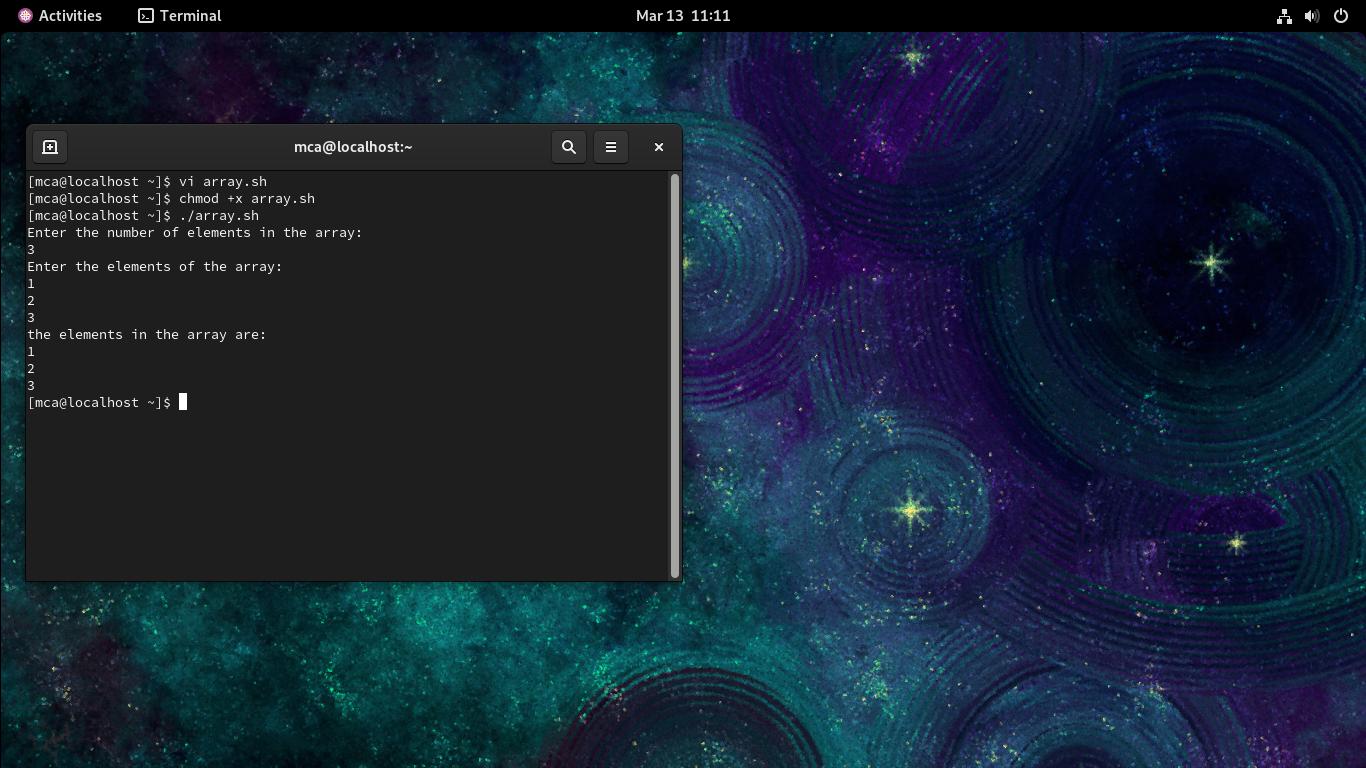 Activities Terminal Mar 13 11:11
mca@localhost:~
[mca@localhost ~]$ vi array.sh
[mca@localhost ~]$ chmod +x array.sh
[mca@localhost ~]$ ./array.sh
Enter the number of elements in the array:
3
Enter the elements of the array:
1
2
3
the elements in the array are:
1
2
3
[mca@localhost ~]$